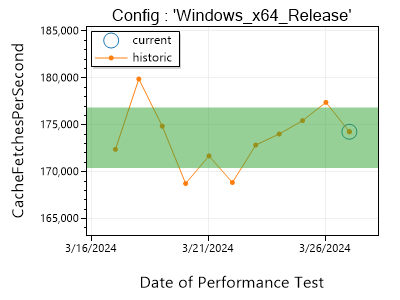 Config : 'Windows_x64_Release'
current
historic
185,000
180,000
175,000
170,000
165,000
CacheFetchesPerSecond
3/16/2024
3/21/2024
3/26/2024
Date of Performance Test